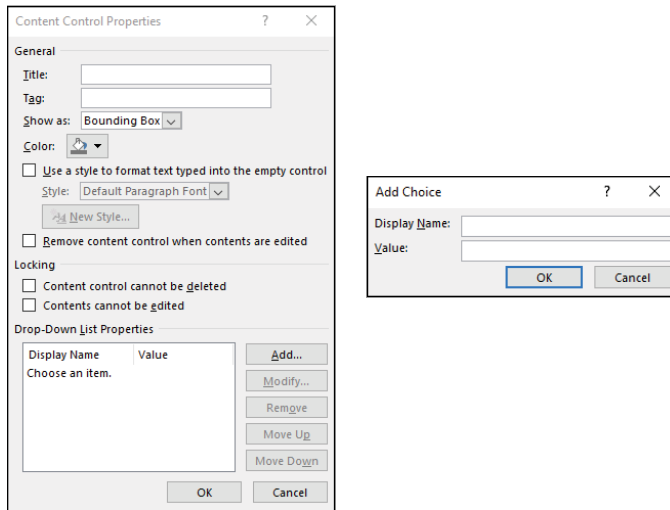 Content Control Properties ? ×
General
Title:
Tag:
Show as: Bounding Box
Color:
Use a style to format text typed into the empty control
Style: Default Paragraph Font
New Style...
Remove content control when contents are edited
Locking
Content control cannot be deleted
Contents cannot be edited
Drop-Down List Properties
Display Name Value
Choose an item.
Add...
Modify...
Remove
Move Up
Move Down
OK Cancel
Add Choice ? ×
Display Name:
Value:
OK Cancel